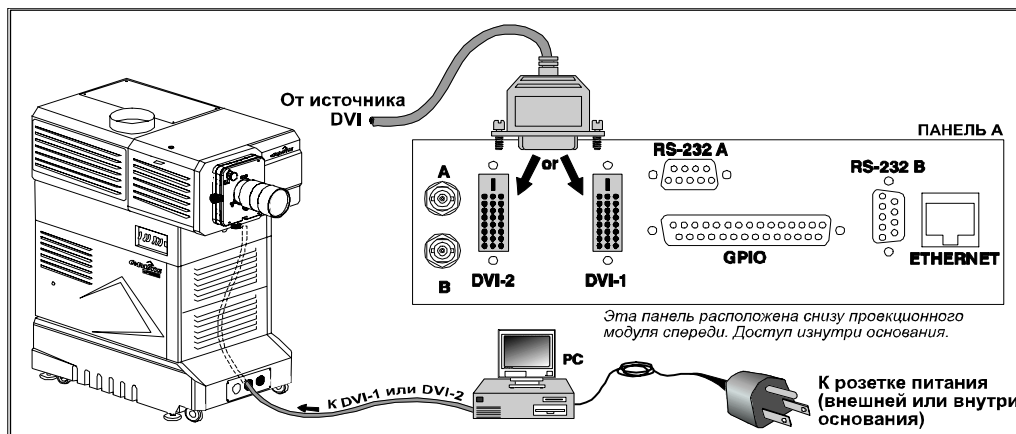 От источника
DVI
ПАНЕЛЬ А
or
RS-232 A
RS-232 B
A
B
DVI-2
DVI-1
GPIO
ETHERNET
Эта панель расположена снизу проекционного
модуля спереди. Доступ изнутри основания.
PC
К DVI-1 или DVI-2
К розетке питания
(внешней или внутри
основания)